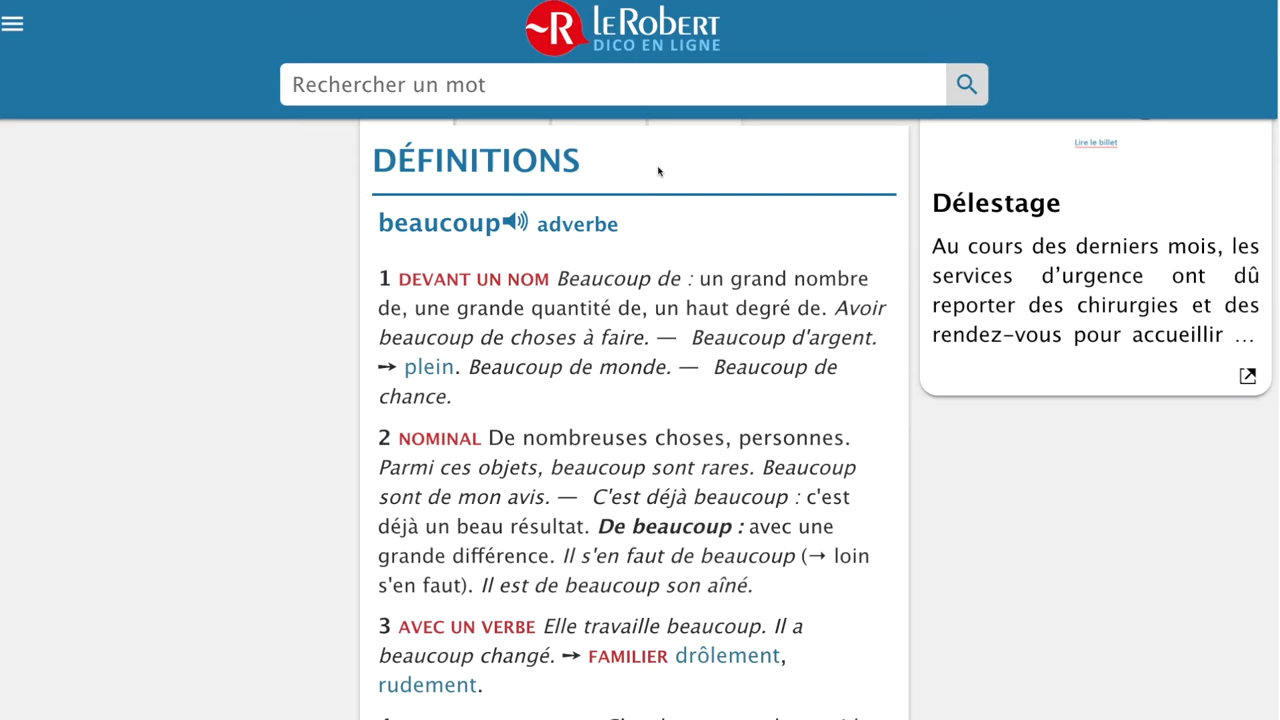 ~R LE ROBERT
DICO EN LIGNE
Rechercher un mot
DÉFINITIONS
beaucoup adverbe
1 DEVANT UN NOM Beaucoup de : un grand nombre
de, une grande quantité de, un haut degré de. Avoir
beaucoup de choses à faire. — Beaucoup d'argent.
➙ plein. Beaucoup de monde. — Beaucoup de
chance.
2 NOMINAL De nombreuses choses, personnes.
Parmi ces objets, beaucoup sont rares. Beaucoup
sont de mon avis. — C'est déjà beaucoup : c'est
déjà un beau résultat. De beaucoup : avec une
grande différence. Il s'en faut de beaucoup (→ loin
s'en faut). Il est de beaucoup son aîné.
3 AVEC UN VERBE Elle travaille beaucoup. Il a
beaucoup changé. ➙ FAMILIER drôlement,
rudement.
Lire le billet
Délestage
Au cours des derniers mois, les
services d’urgence ont dû
reporter des chirurgies et des
rendez-vous pour accueillir …